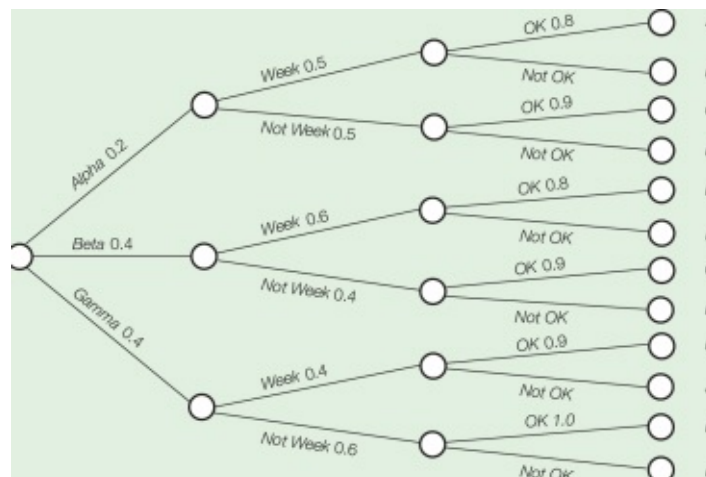 OK 0.8
Week 0.5
Not OK
OK 0.9
Not Week 0.5
Not OK
Alpha 0.2
OK 0.8
Week 0.6
Not OK
Beta 0.4
OK 0.9
Not Week 0.4
Not OK
Gamma 0.4
OK 0.9
Week 0.4
Not OK
OK 1.0
Not Week 0.6
Not OK